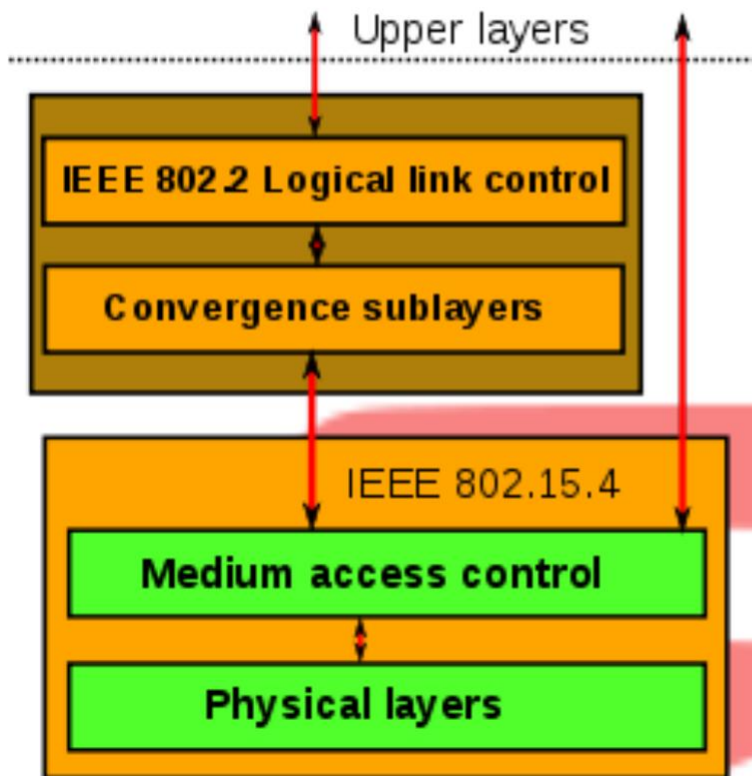 Upper layers
IEEE 802.2 Logical link control
Convergence sublayers
IEEE 802.15.4
Medium access control
Physical layers